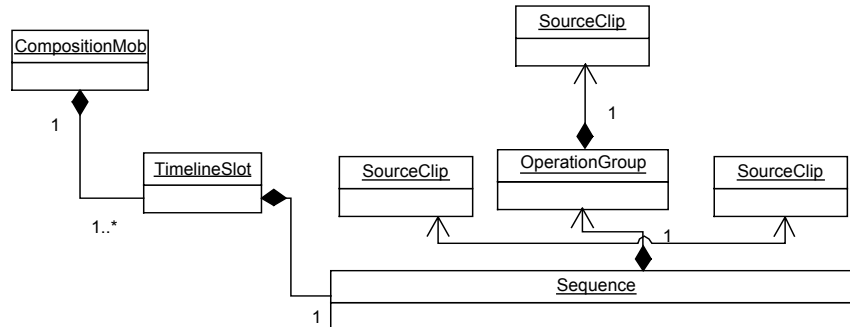 SourceClip
CompositionMob
1
1
TimelineSlot
SourceClip
OperationGroup
SourceClip
1..*
1
Sequence
1